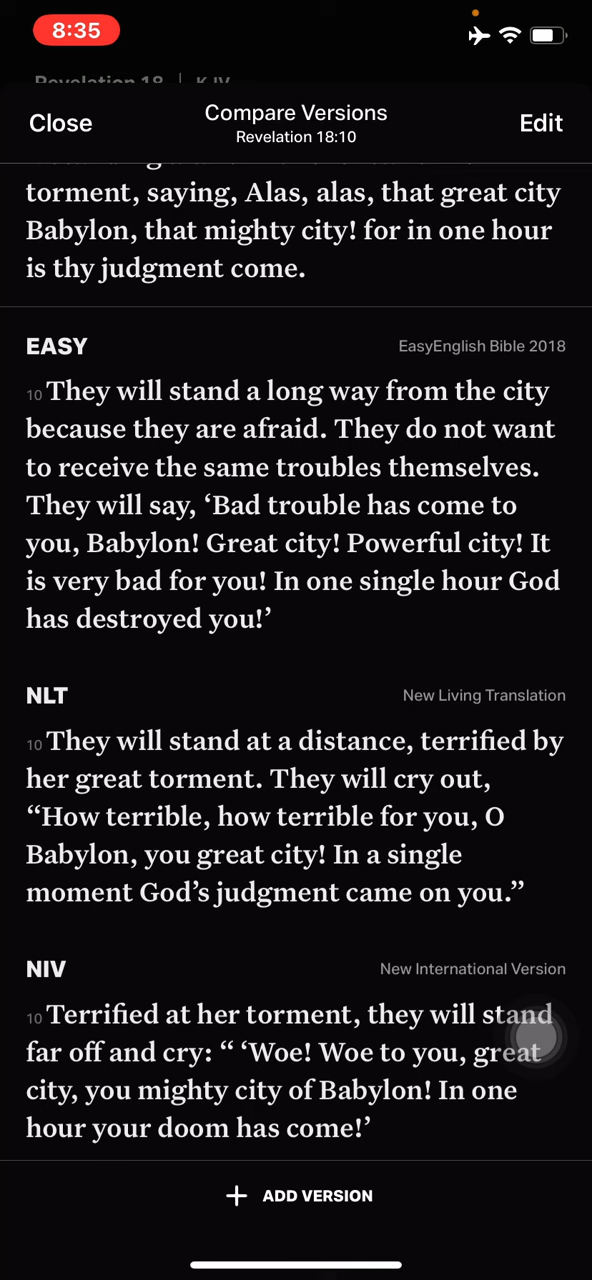 8:35
Revelation 18 | KJV
Close
Compare Versions
Edit
Revelation 18:10
torment, saying, Alas, alas, that great city
Babylon, that mighty city! for in one hour
is thy judgment come.
EASY
EasyEnglish Bible 2018
10 They will stand a long way from the city
because they are afraid. They do not want
to receive the same troubles themselves.
They will say, ‘Bad trouble has come to
you, Babylon! Great city! Powerful city! It
is very bad for you! In one single hour God
has destroyed you!’
NLT
New Living Translation
10 They will stand at a distance, terrified by
her great torment. They will cry out,
“How terrible, how terrible for you, O
Babylon, you great city! In a single
moment God’s judgment came on you.”
NIV
New International Version
10 Terrified at her torment, they will stand
far off and cry: “ ‘Woe! Woe to you, great
city, you mighty city of Babylon! In one
hour your doom has come!’
+ ADD VERSION